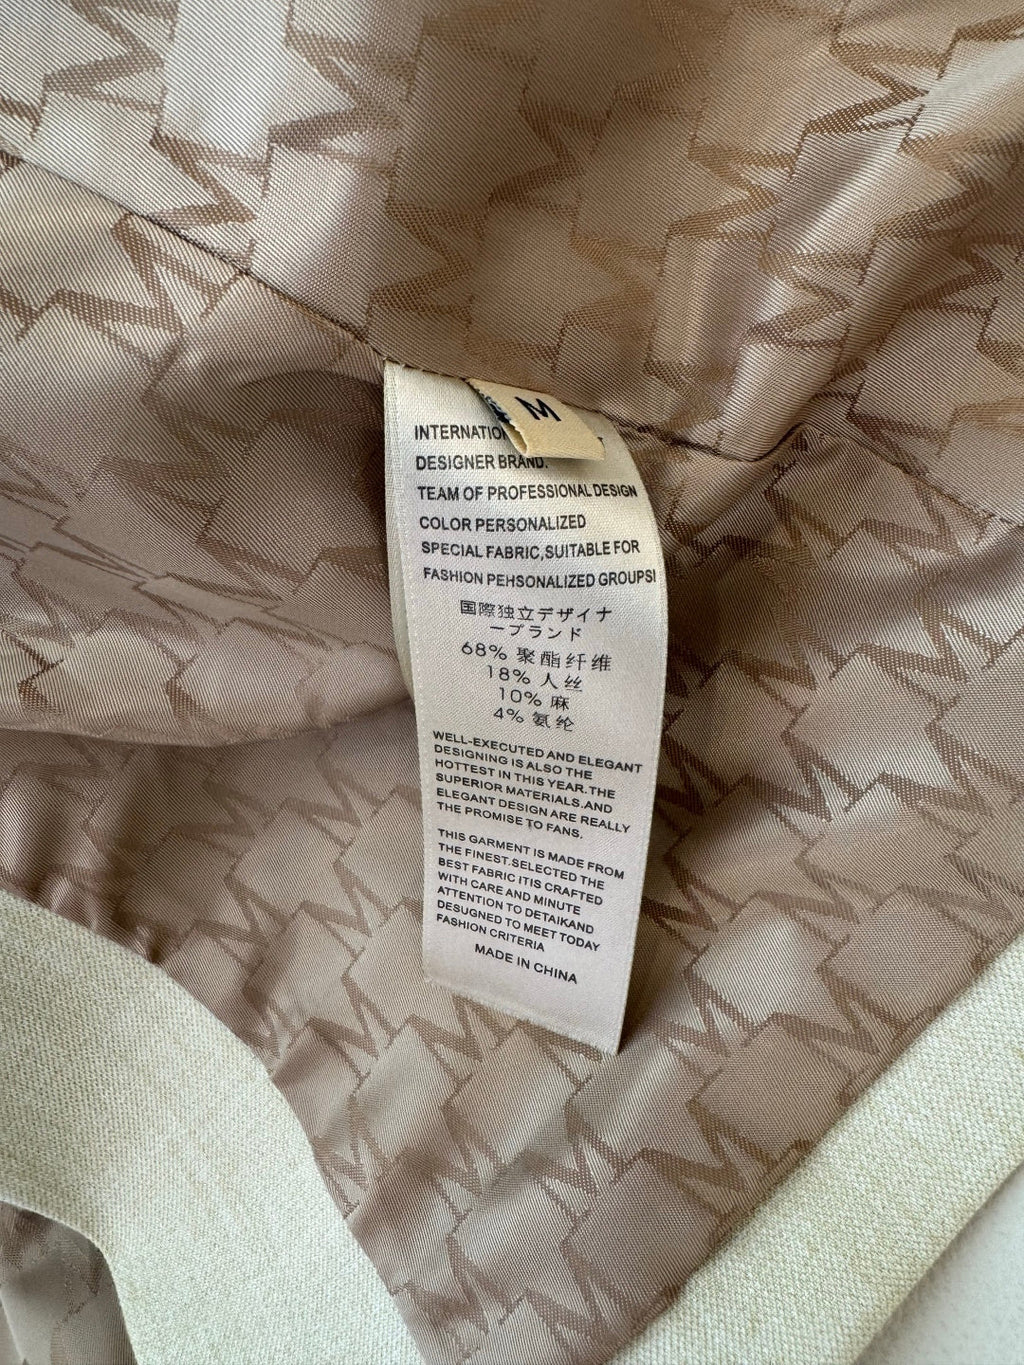 M
INTERNATIO
DESIGNER BRAND.
TEAM OF PROFESSIONAL DESIGN
COLOR PERSONALIZED
SPECIAL FABRIC,SUITABLE FOR
FASHION PEHSONALIZED GROUPSI
国際独立デザイナ
ープランド
68% 聚酯纤维
18% 人丝
10% 麻
4% 氨纶
WELL-EXECUTED AND ELEGANT
DESIGNING IS ALSO THE
HOTTEST IN THIS YEAR.THE
SUPERIOR MATERIALS.AND
ELEGANT DESIGN ARE REALLY
THE PROMISE TO FANS.
THIS GARMENT IS MADE FROM
THE FINEST.SELECTED THE
BEST FABRIC ITIS CRAFTED
WITH CARE AND MINUTE
ATTENTION TO DETAIKAND
DESIGNED TO MEET TODAY
FASHION CRITERIA
MADE IN CHINA